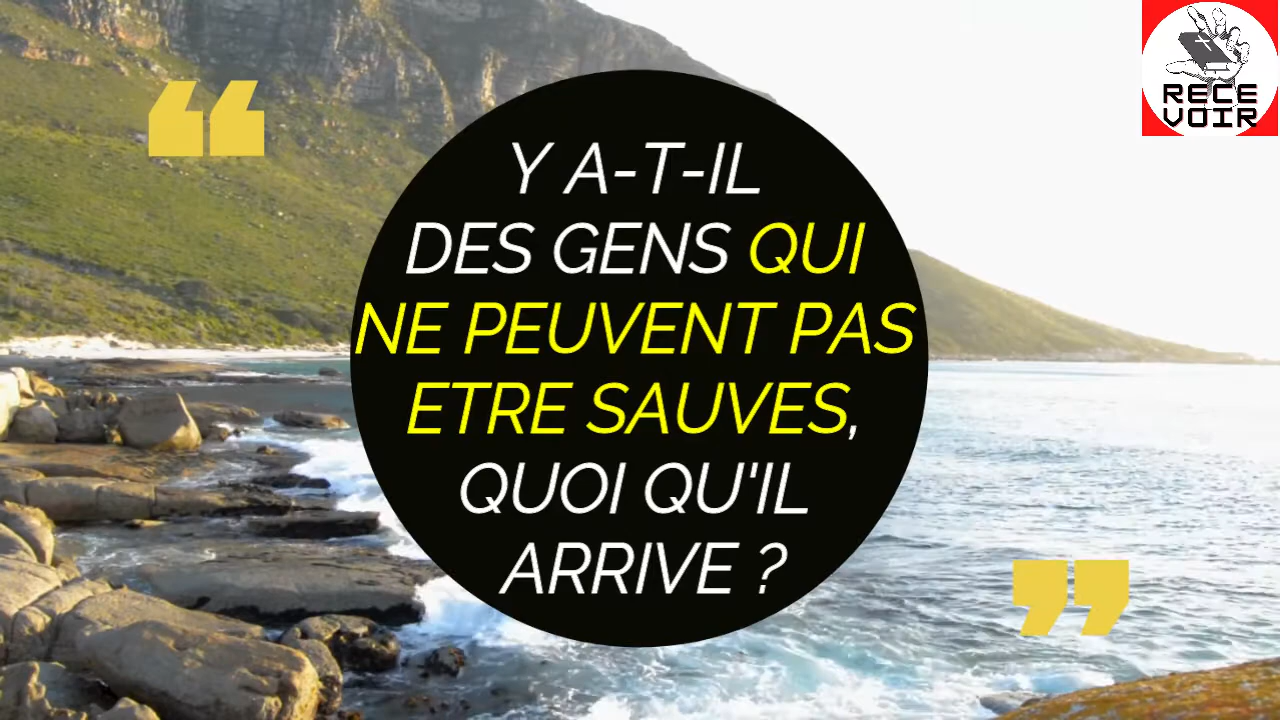 RECE
VOIR
“
Y A-T-IL
DES GENS QUI
NE PEUVENT PAS
ETRE SAUVES,
QUOI QU'IL
ARRIVE ?
”